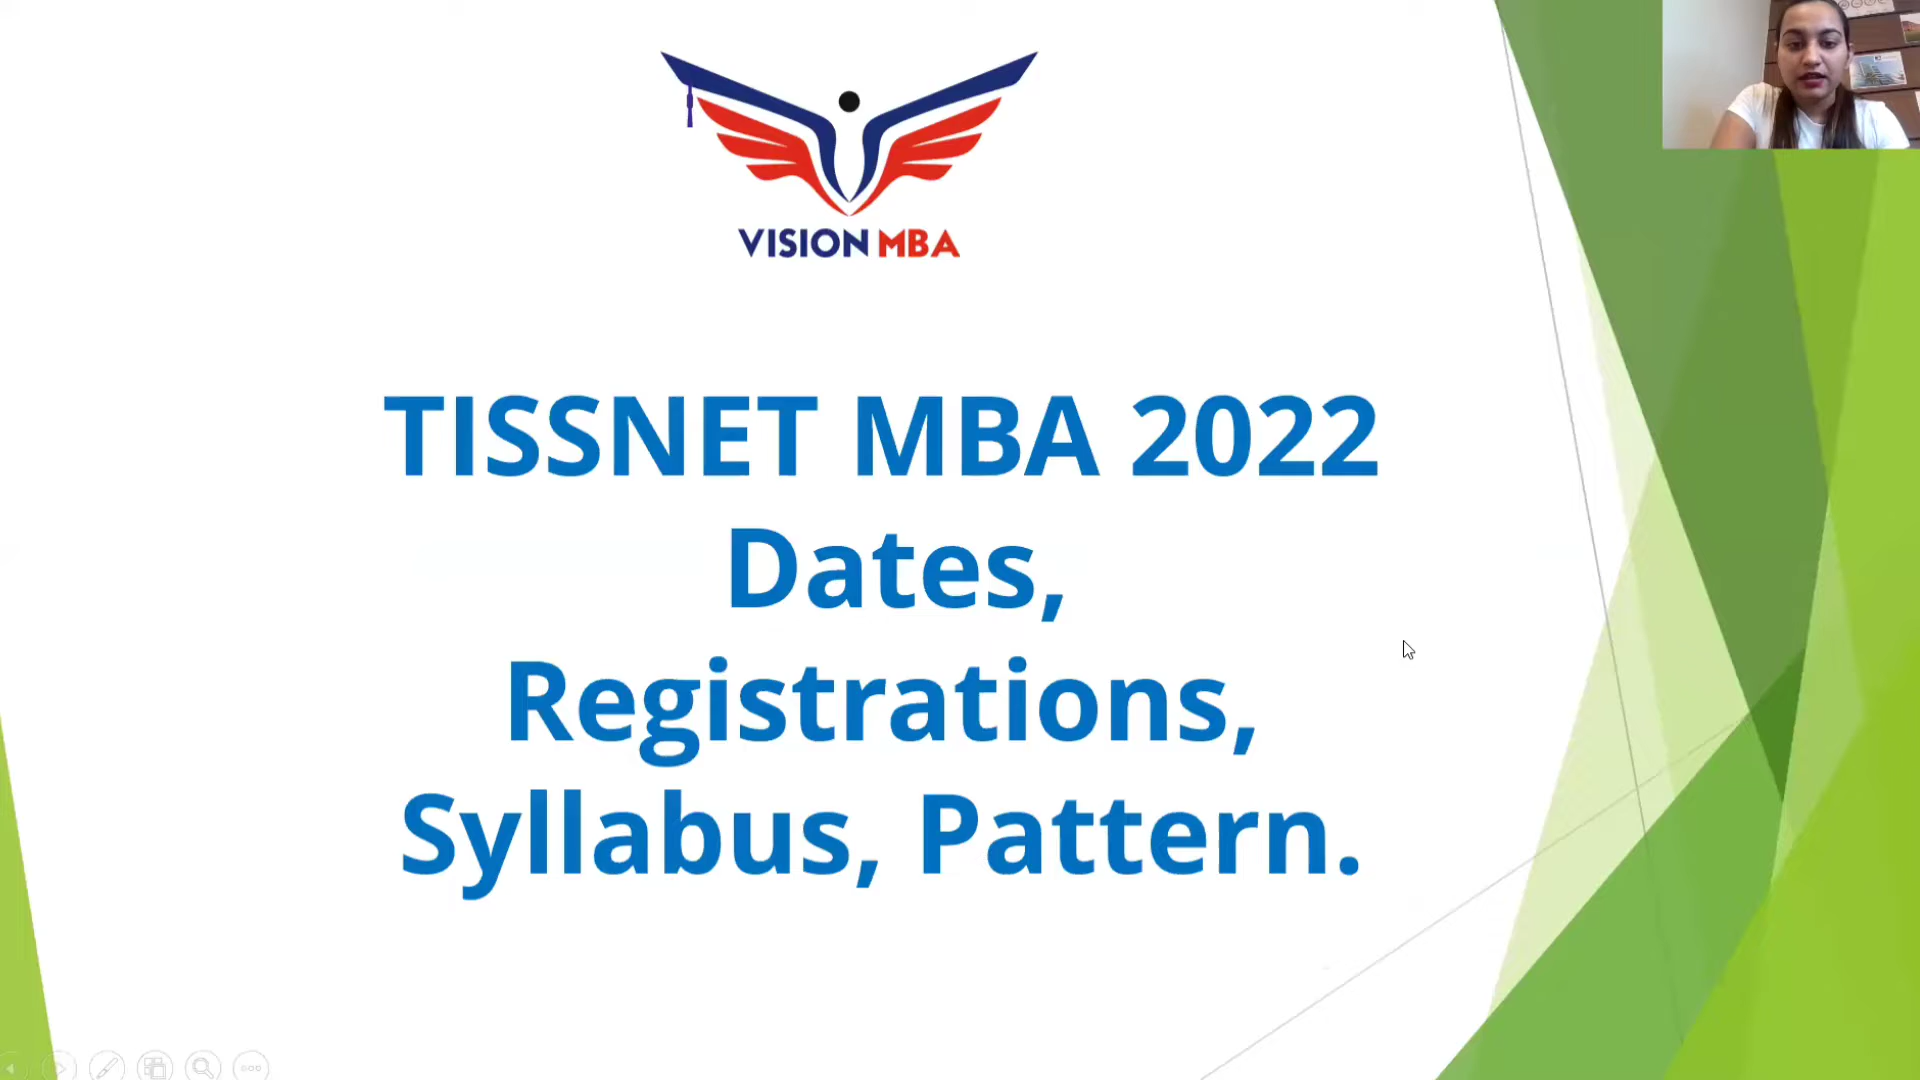 VISION MBA
TISSNET MBA 2022
Dates,
Registrations,
Syllabus, Pattern.